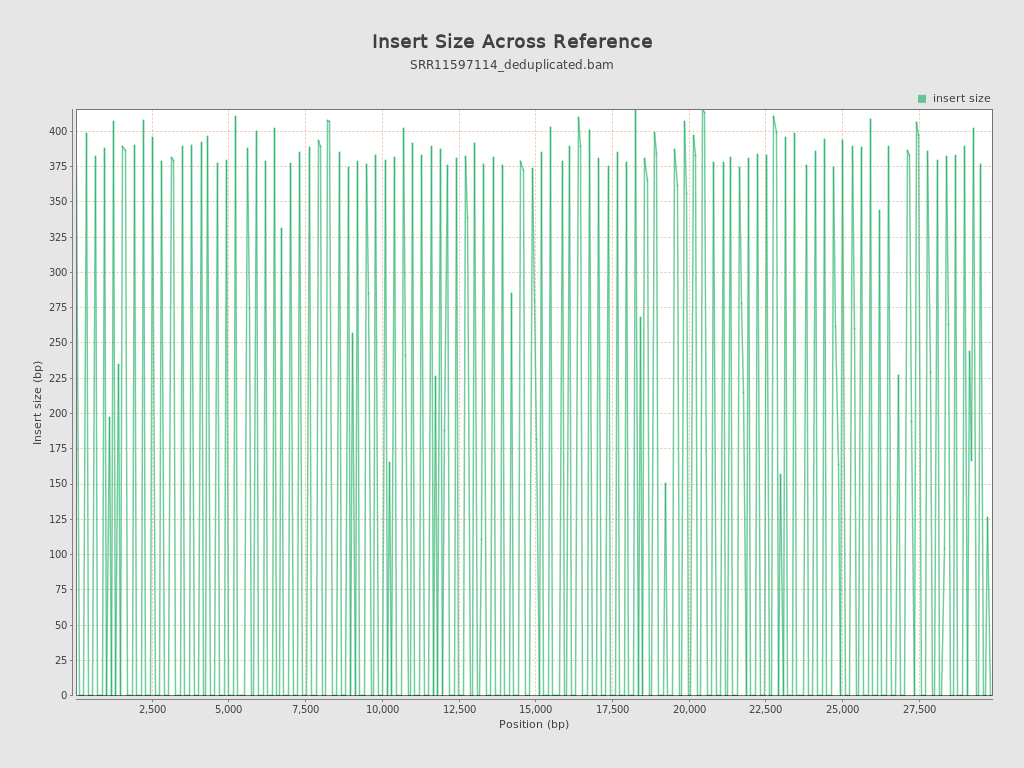 Insert Size Across Reference
SRR11597114_deduplicated.bam
insert size
400
375
350
325
300
275
250
225
200
175
150
125
100
75
50
25
0
Insert size (bp)
2,500 5,000 7,500 10,000 12,500 15,000 17,500 20,000 22,500 25,000 27,500
Position (bp)